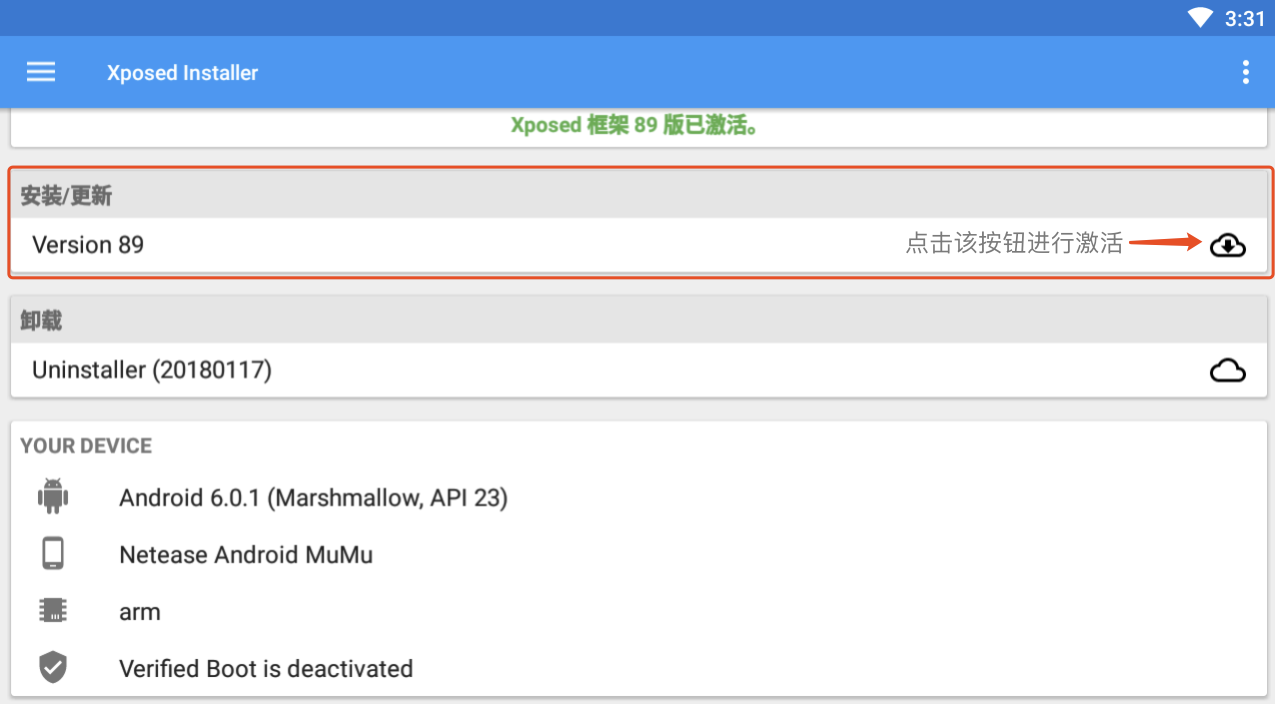 3:31
Xposed Installer
Xposed 框架 89 版已激活。
安装/更新
Version 89 点击该按钮进行激活
卸载
Uninstaller (20180117)
YOUR DEVICE
Android 6.0.1 (Marshmallow, API 23)
Netease Android MuMu
arm
Verified Boot is deactivated